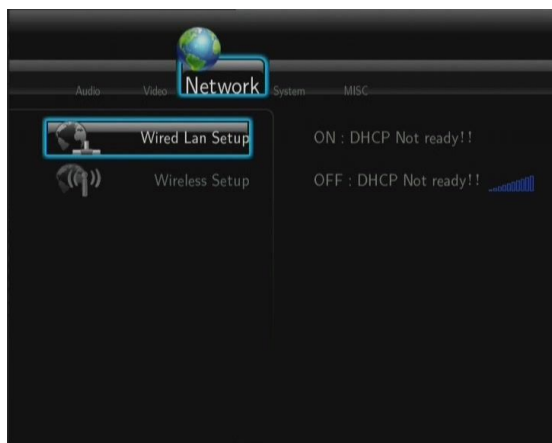 Audio Video Network System MISC
Wired Lan Setup ON : DHCP Not ready!!
Wireless Setup OFF : DHCP Not ready!!